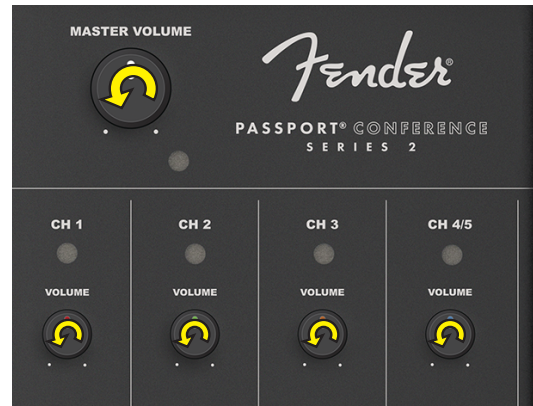 MASTER VOLUME
Fender®
PASSPORT® CONFERENCE
SERIES 2
CH 1
CH 2
CH 3
CH 4/5
VOLUME
VOLUME
VOLUME
VOLUME